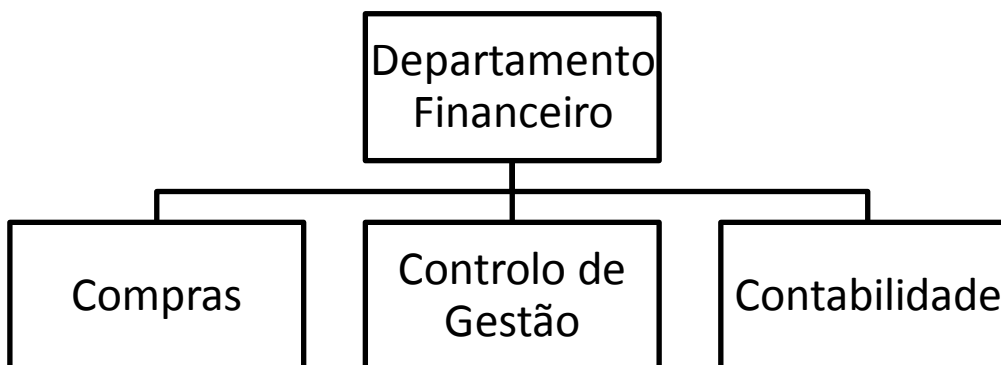 Departamento
Financeiro
Compras
Controlo de
Gestão
Contabilidade